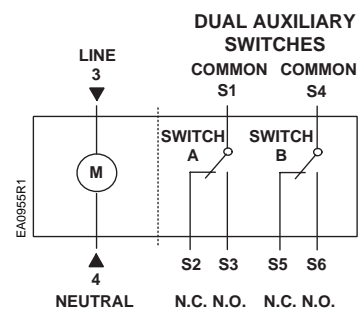 DUAL AUXILIARY
SWITCHES
LINE
3
COMMON COMMON
S1 S4
SWITCH
A
SWITCH
B
M
EA0955R1
4
NEUTRAL
S2 S3 S5 S6
N.C. N.O. N.C. N.O.